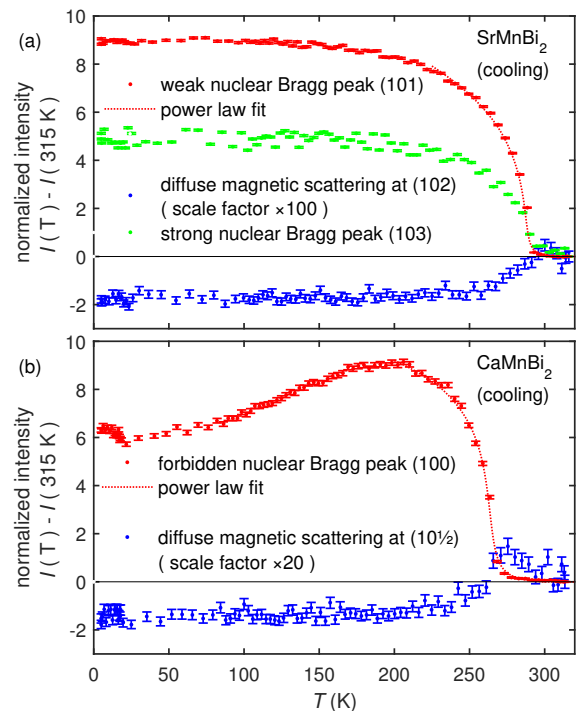 (a)
SrMnBi2
(cooling)
10
8
6
4
2
0
-2
normalized intensity
I ( T ) - I ( 315 K )
weak nuclear Bragg peak (101)
power law fit
diffuse magnetic scattering at (102)
( scale factor ×100 )
strong nuclear Bragg peak (103)
(b)
CaMnBi2
(cooling)
10
8
6
4
2
0
-2
normalized intensity
I ( T ) - I ( 315 K )
forbidden nuclear Bragg peak (100)
power law fit
diffuse magnetic scattering at (10½)
( scale factor ×20 )
0 50 100 150 200 250 300
T (K)